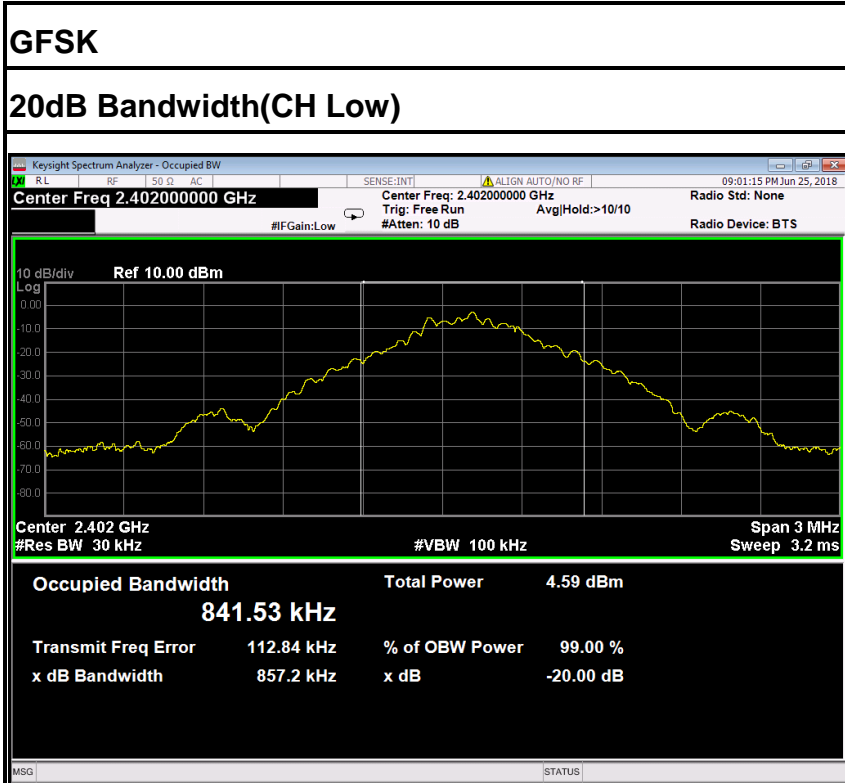 GFSK
20dB Bandwidth(CH Low)
Keysight Spectrum Analyzer - Occupied BW
LXI RL RF 50 Ω AC SENSE:INT ALIGN AUTO/NO RF 09:01:15 PM Jun 25, 2018
Center Freq 2.402000000 GHz Center Freq: 2.402000000 GHz Radio Std: None
Trig: Free Run Avg|Hold:>10/10
#IFGain:Low #Atten: 10 dB Radio Device: BTS
10 dB/div Ref 10.00 dBm
Log
0.00
-10.0
-20.0
-30.0
-40.0
-50.0
-60.0
-70.0
-80.0
Center 2.402 GHz Span 3 MHz
#Res BW 30 kHz #VBW 100 kHz Sweep 3.2 ms
Occupied Bandwidth Total Power 4.59 dBm
841.53 kHz
Transmit Freq Error 112.84 kHz % of OBW Power 99.00 %
x dB Bandwidth 857.2 kHz x dB -20.00 dB
MSG STATUS